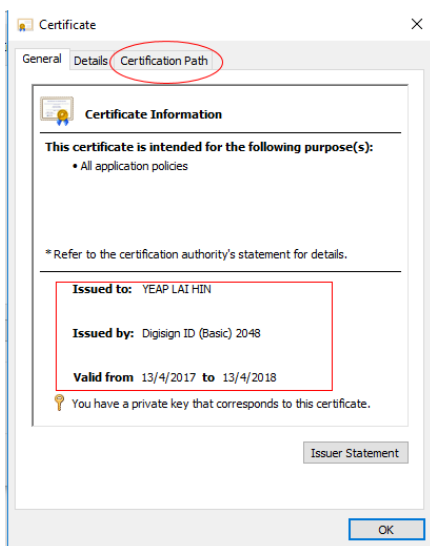 Certificate
General Details Certification Path
Certificate Information
This certificate is intended for the following purpose(s):
• All application policies
* Refer to the certification authority's statement for details.
Issued to: YEAP LAI HIN
Issued by: Digisign ID (Basic) 2048
Valid from 13/4/2017 to 13/4/2018
You have a private key that corresponds to this certificate.
Issuer Statement
OK